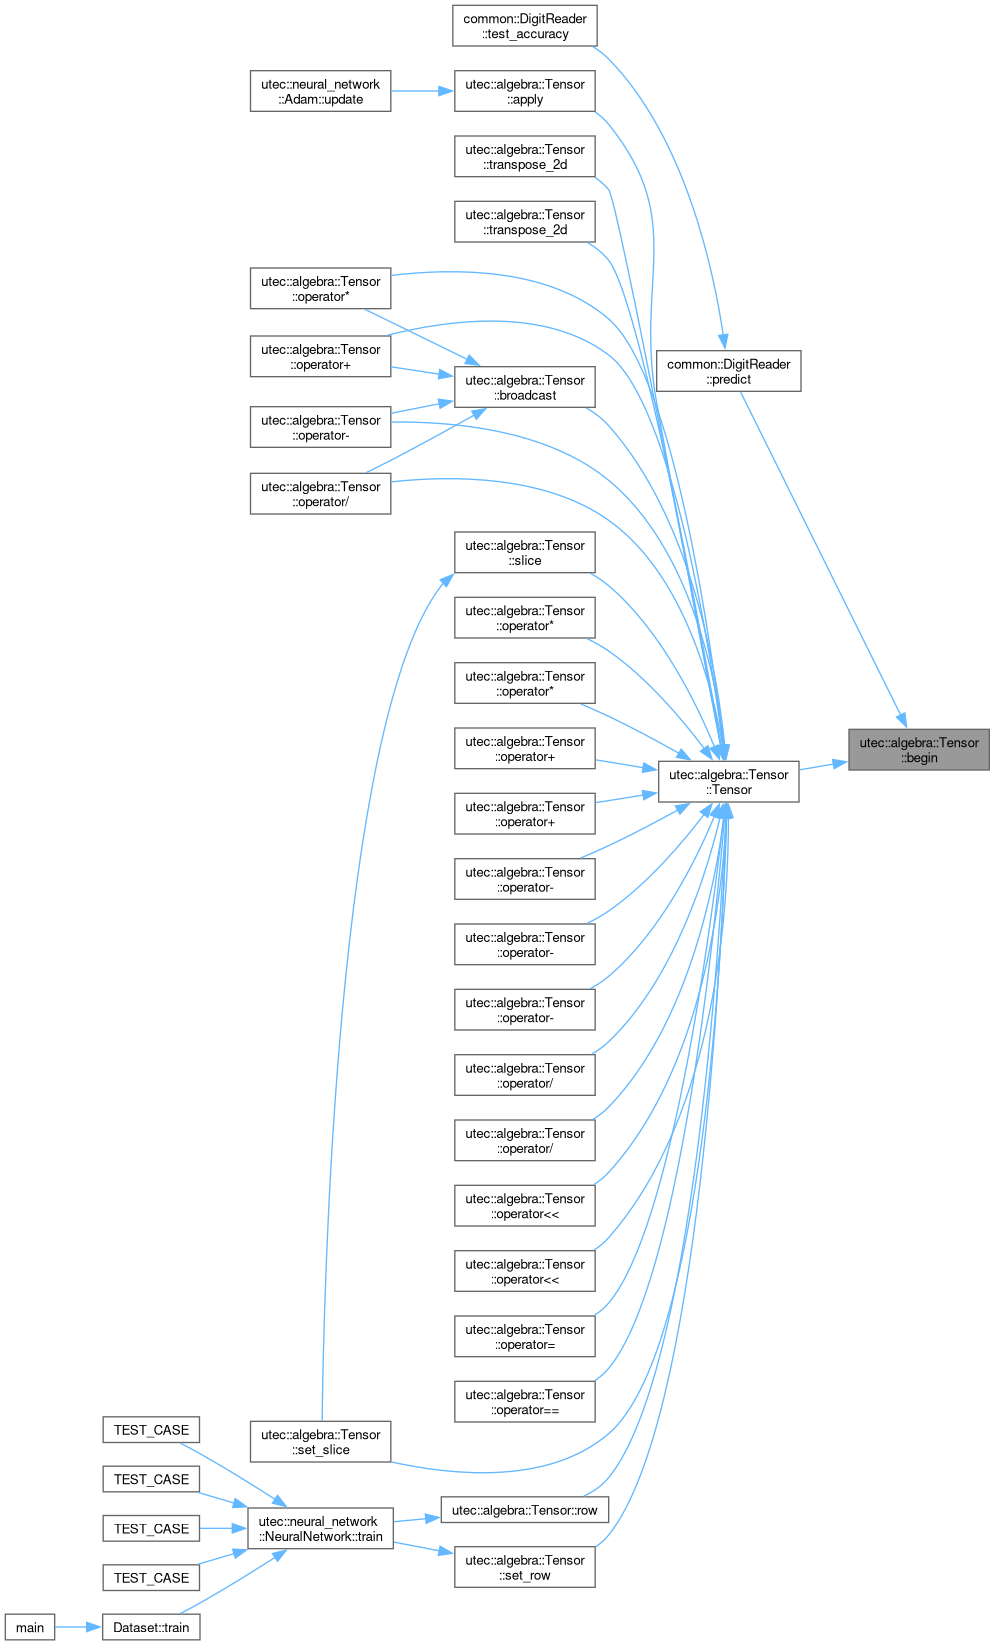 common::DigitReader
::test_accuracy
utec::neural_network
::Adam::update
utec::algebra::Tensor
::apply
utec::algebra::Tensor
::transpose_2d
utec::algebra::Tensor
::transpose_2d
utec::algebra::Tensor
::operator*
utec::algebra::Tensor
::operator+
common::DigitReader
::predict
utec::algebra::Tensor
::broadcast
utec::algebra::Tensor
::operator-
utec::algebra::Tensor
::operator/
utec::algebra::Tensor
::slice
utec::algebra::Tensor
::operator*
utec::algebra::Tensor
::operator*
utec::algebra::Tensor
::operator+
utec::algebra::Tensor
::begin
utec::algebra::Tensor
::Tensor
utec::algebra::Tensor
::operator+
utec::algebra::Tensor
::operator-
utec::algebra::Tensor
::operator-
utec::algebra::Tensor
::operator-
utec::algebra::Tensor
::operator/
utec::algebra::Tensor
::operator/
utec::algebra::Tensor
::operator<<
utec::algebra::Tensor
::operator<<
utec::algebra::Tensor
::operator=
utec::algebra::Tensor
::operator==
utec::algebra::Tensor
::set_slice
TEST_CASE
TEST_CASE
TEST_CASE
TEST_CASE
utec::neural_network
::NeuralNetwork::train
utec::algebra::Tensor::row
utec::algebra::Tensor
::set_row
main
Dataset::train